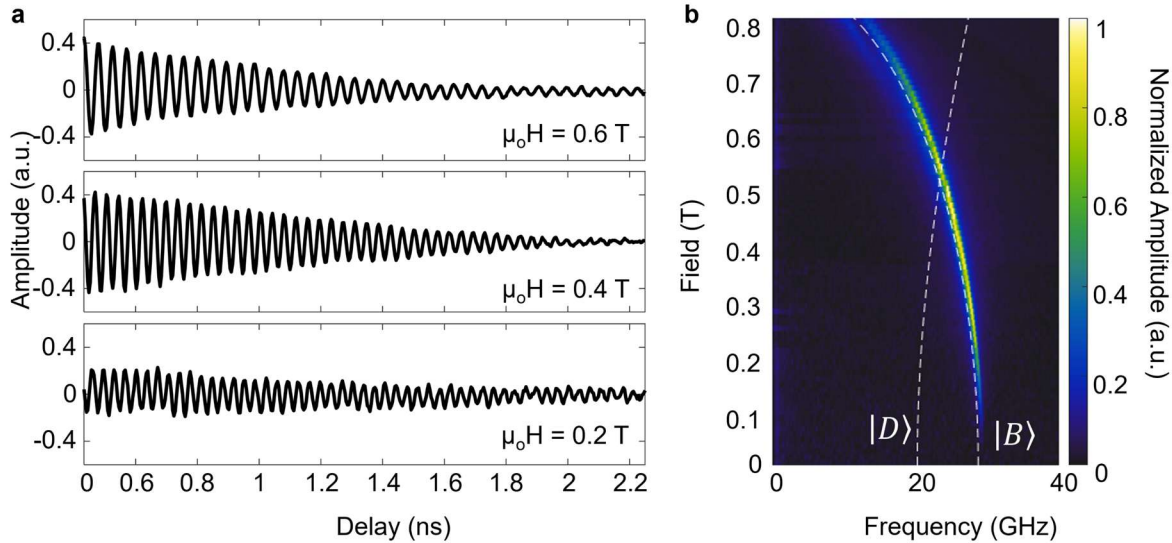 a
0.4
0
-0.4
μₒH = 0.6 T
0.4
0
-0.4
μₒH = 0.4 T
0.4
0
-0.4
μₒH = 0.2 T
Amplitude (a.u.)
0 0.6 0.8 1 1.2 1.4 1.6 1.8 2 2.2
Delay (ns)
b
0.8
0.7
0.6
0.5
0.4
0.3
0.2
0.1
0
Field (T)
|D⟩ |B⟩
0 20 40
Frequency (GHz)
1
0.8
0.6
0.4
0.2
0
Normalized Amplitude (a.u.)